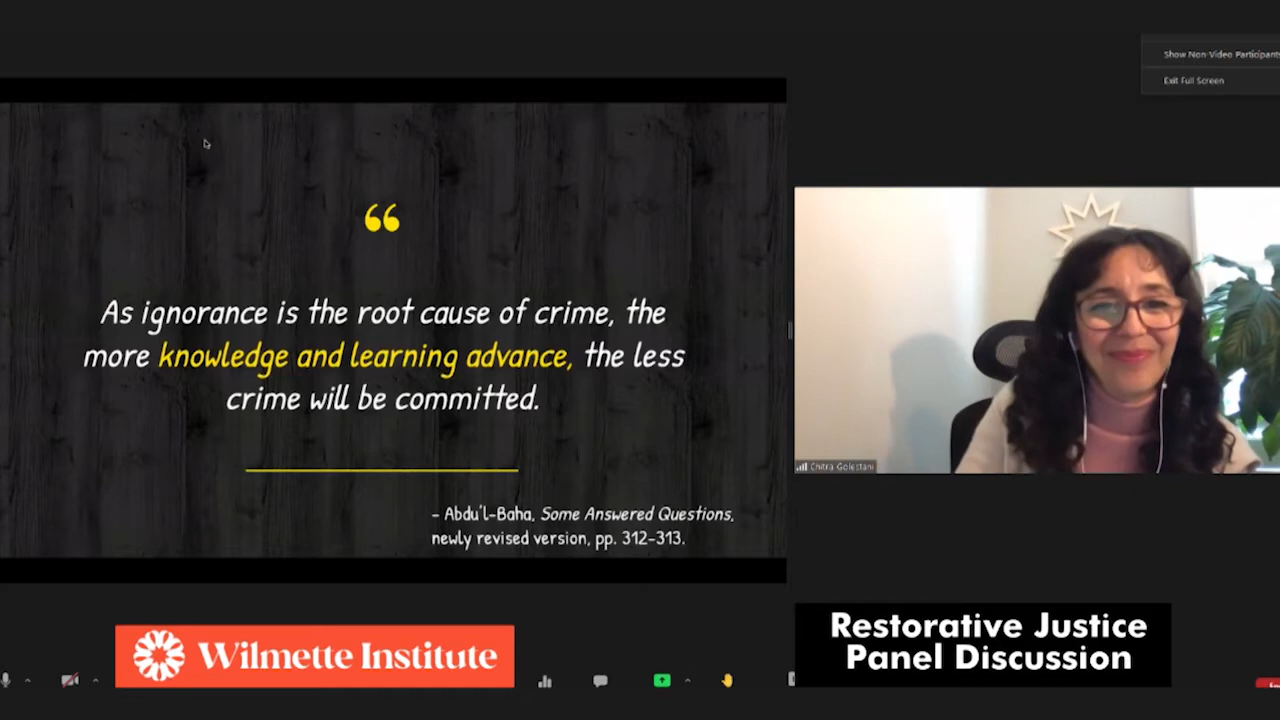 Show Non-Video Participants
Exit Full Screen
“
As ignorance is the root cause of crime, the
more knowledge and learning advance, the less
crime will be committed.
- Abdu'l-Baha, Some Answered Questions,
newly revised version, pp. 312-313.
Chitra Golestani
Wilmette Institute
Restorative Justice
Panel Discussion